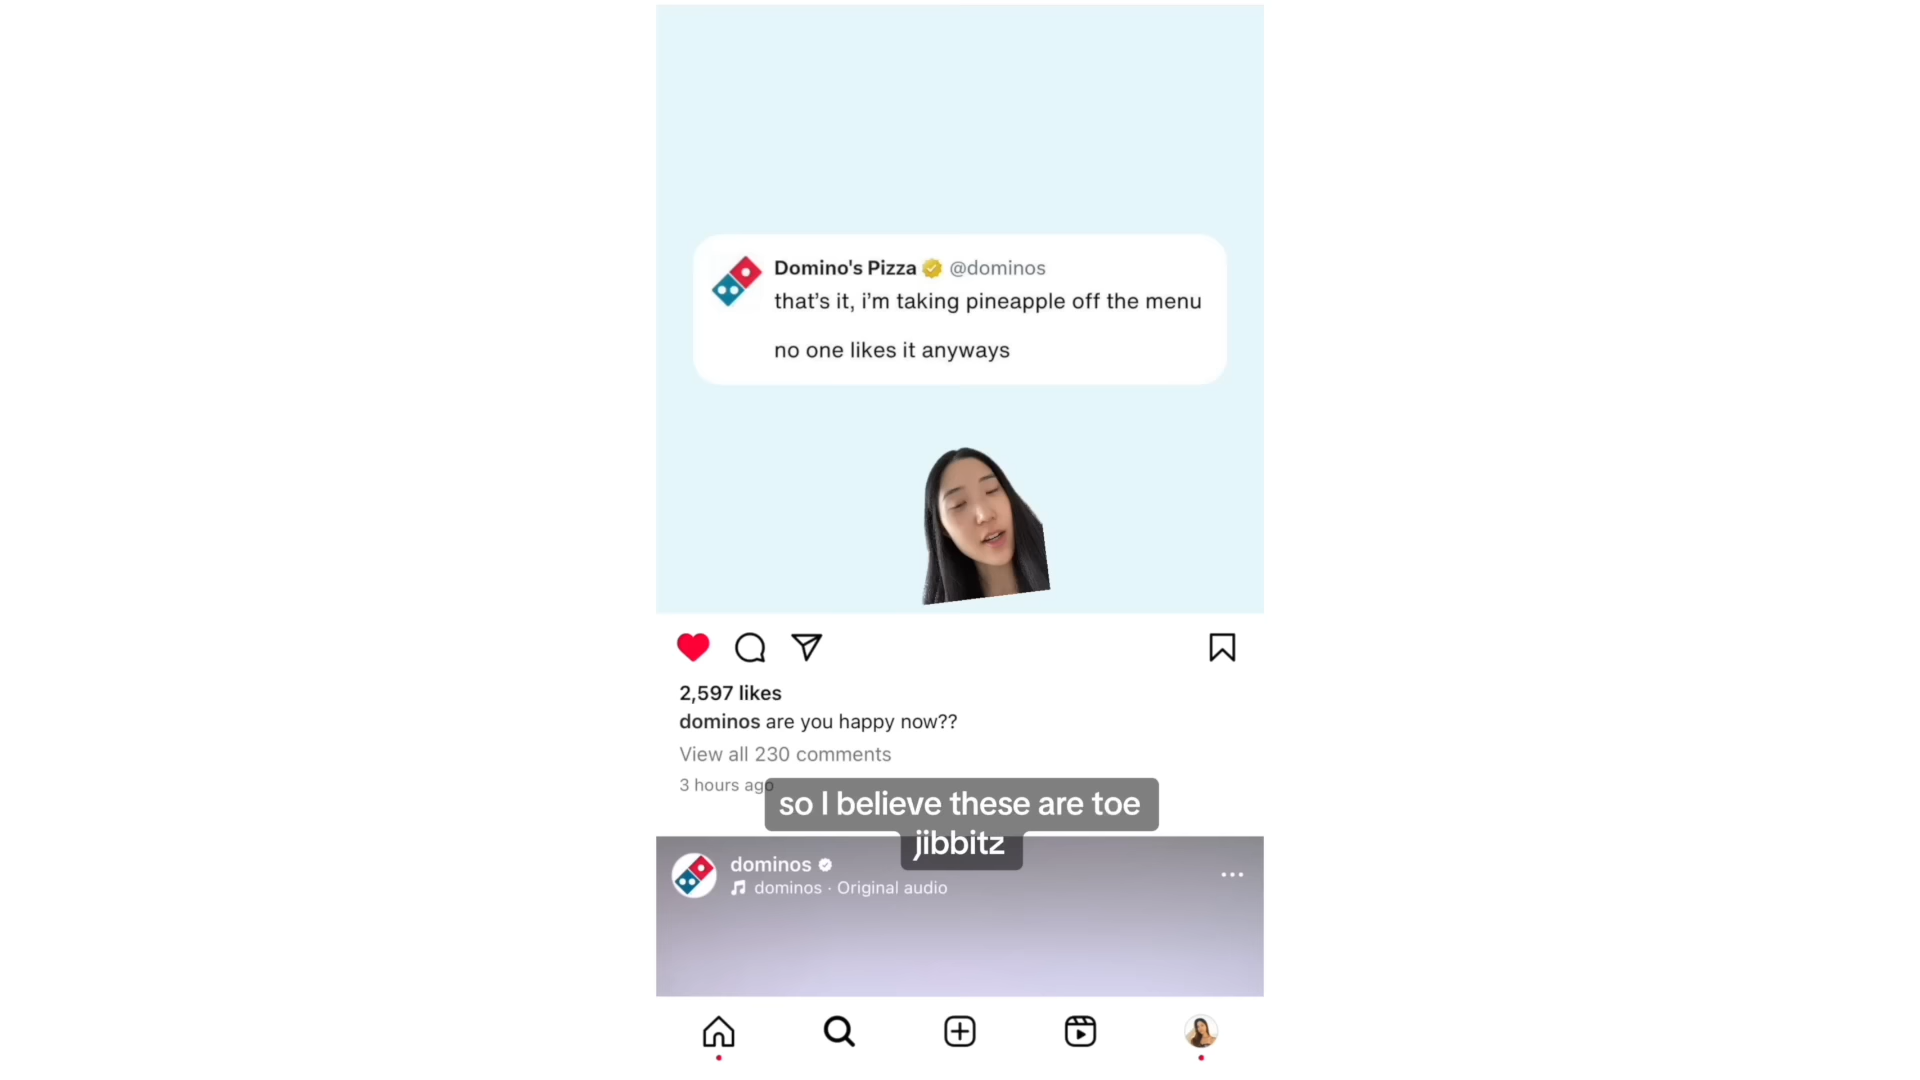 Domino's Pizza @dominos
that’s it, i’m taking pineapple off the menu
no one likes it anyways
2,597 likes
dominos are you happy now??
View all 230 comments
3 hours ago
so I believe these are toe
jibbitz
dominos
dominos · Original audio